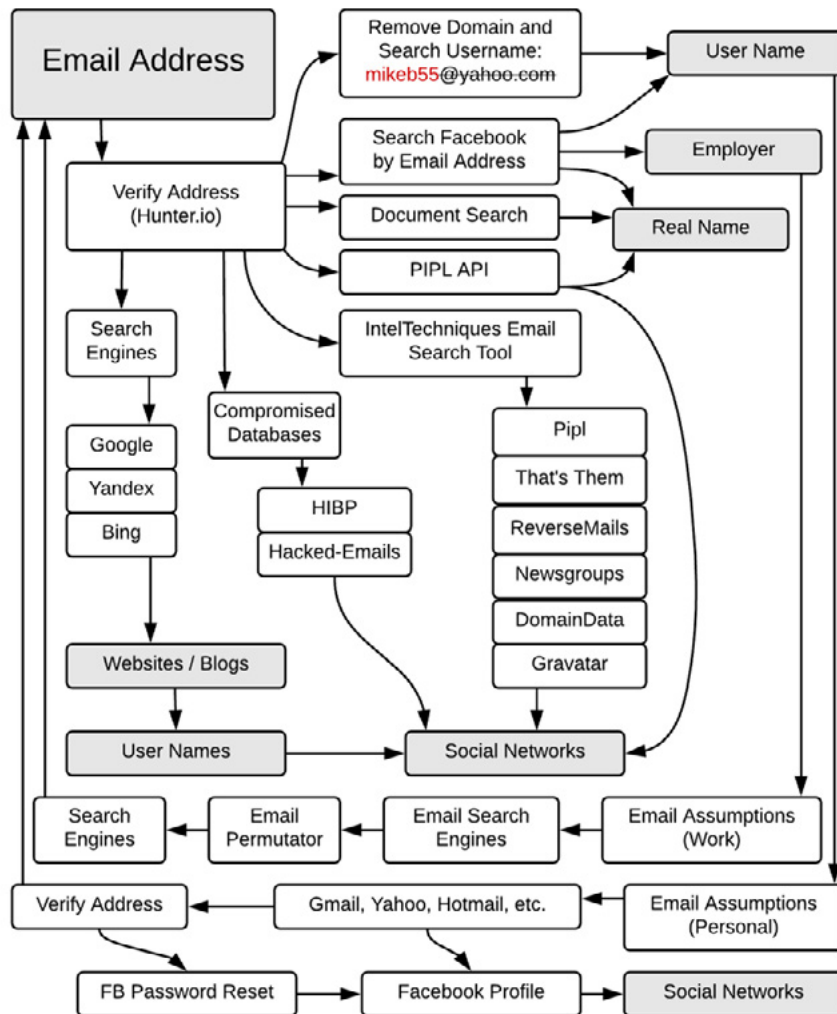 Email Address
Remove Domain and
Search Username:
mikeb55@yahoo.com
User Name
Search Facebook
by Email Address
Employer
Verify Address
(Hunter.io)
Document Search
Real Name
PIPL API
Search
Engines
IntelTechniques Email
Search Tool
Compromised
Databases
Google
Yandex
Bing
HIBP
Hacked-Emails
Pipl
That's Them
ReverseMails
Newsgroups
DomainData
Gravatar
Websites / Blogs
User Names
Social Networks
Search
Engines
Email
Permutator
Email Search
Engines
Email Assumptions
(Work)
Verify Address
Gmail, Yahoo, Hotmail, etc.
Email Assumptions
(Personal)
FB Password Reset
Facebook Profile
Social Networks